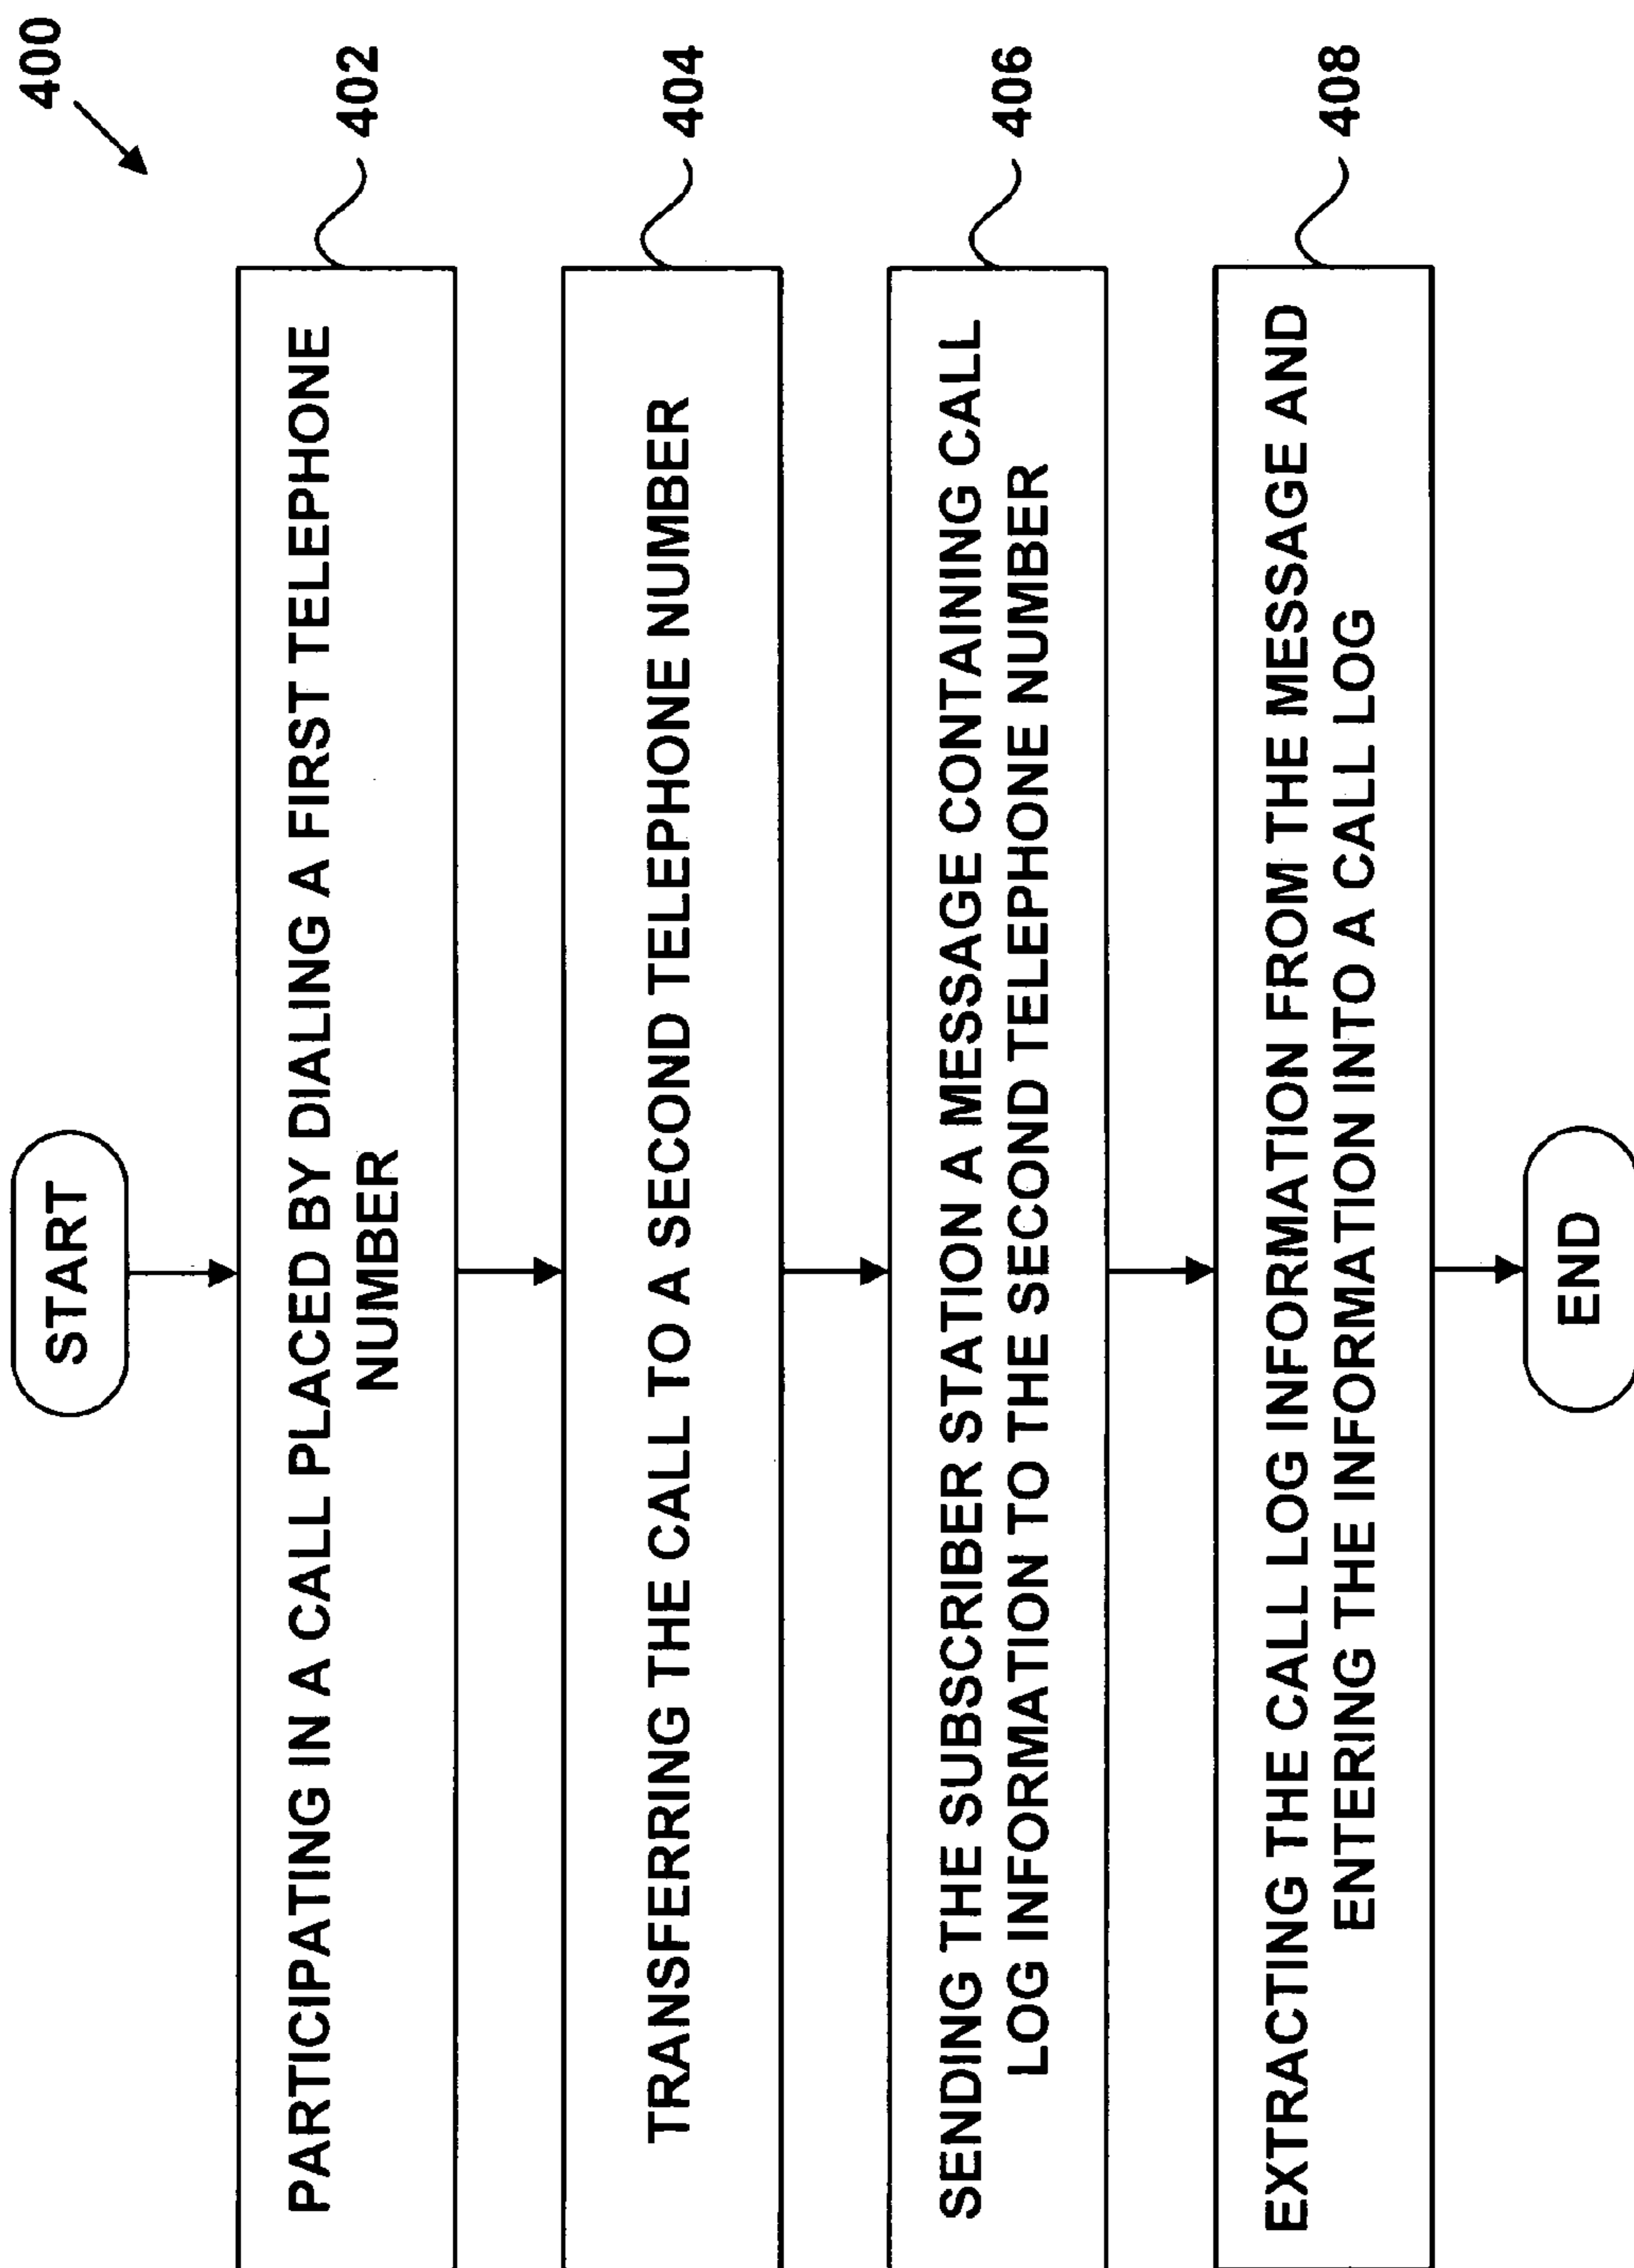 400
START
PARTICIPATING IN A CALL PLACED BY DIALING A FIRST TELEPHONE
NUMBER
402
TRANSFERRING THE CALL TO A SECOND TELEPHONE NUMBER
404
SENDING THE SUBSCRIBER STATION A MESSAGE CONTAINING CALL
LOG INFORMATION TO THE SECOND TELEPHONE NUMBER
406
EXTRACTING THE CALL LOG INFORMATION FROM THE MESSAGE AND
ENTERING THE INFORMATION INTO A CALL LOG
408
END